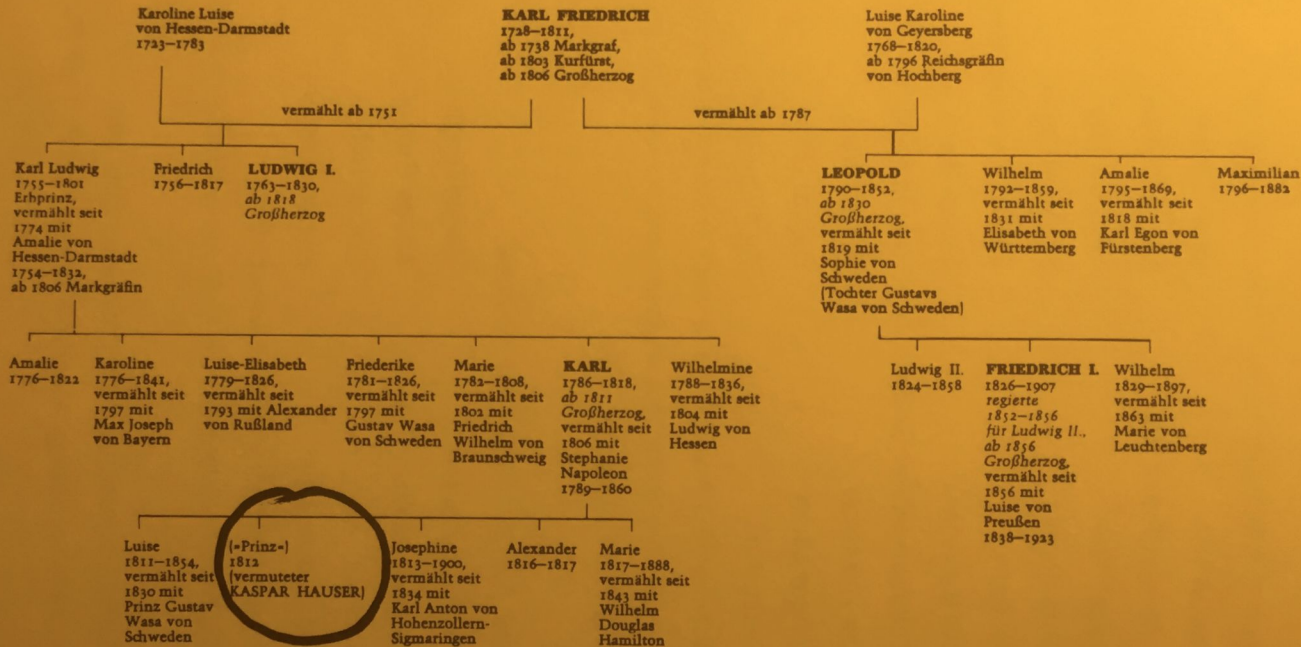 Karoline Luise
von Hessen-Darmstadt
1723–1783
KARL FRIEDRICH
1728–1811,
ab 1738 Markgraf,
ab 1803 Kurfürst,
ab 1806 Großherzog
Luise Karoline
von Geyersberg
1768–1820,
ab 1796 Reichsgräfin
von Hochberg
vermählt ab 1751
vermählt ab 1787
Karl Ludwig
1755–1801
Erbprinz,
vermählt seit
1774 mit
Amalie von
Hessen-Darmstadt
1754–1832,
ab 1806 Markgräfin
Friedrich
1756–1817
LUDWIG I.
1763–1830,
ab 1818
Großherzog
LEOPOLD
1790–1852,
ab 1830
Großherzog,
vermählt seit
1819 mit
Sophie von
Schweden
(Tochter Gustavs
Wasa von Schweden)
Wilhelm
1792–1859,
vermählt seit
1831 mit
Elisabeth von
Württemberg
Amalie
1795–1869,
vermählt seit
1818 mit
Karl Egon von
Fürstenberg
Maximilian
1796–1882
Amalie
1776–1822
Karoline
1776–1841,
vermählt seit
1797 mit
Max Joseph
von Bayern
Luise-Elisabeth
1779–1826,
vermählt seit
1793 mit Alexander
von Rußland
Friederike
1781–1826,
vermählt seit
1797 mit
Gustav Wasa
von Schweden
Marie
1782–1808,
vermählt seit
1802 mit
Friedrich
Wilhelm von
Braunschweig
KARL
1786–1818,
ab 1811
Großherzog,
vermählt seit
1806 mit
Stephanie
Napoleon
1789–1860
Wilhelmine
1788–1836,
vermählt seit
1804 mit
Ludwig von
Hessen
Ludwig II.
1824–1858
FRIEDRICH I.
1826–1907
regierte
1852–1856
für Ludwig II.,
ab 1856
Großherzog,
vermählt seit
1856 mit
Luise von
Preußen
1838–1923
Wilhelm
1829–1897,
vermählt seit
1863 mit
Marie von
Leuchtenberg
Luise
1811–1854,
vermählt seit
1830 mit
Prinz Gustav
Wasa von
Schweden
(»Prinz«)
1812
(vermuteter
KASPAR HAUSER)
Josephine
1813–1900,
vermählt seit
1834 mit
Karl Anton von
Hohenzollern-
Sigmaringen
Alexander
1816–1817
Marie
1817–1888,
vermählt seit
1843 mit
Wilhelm
Douglas
Hamilton